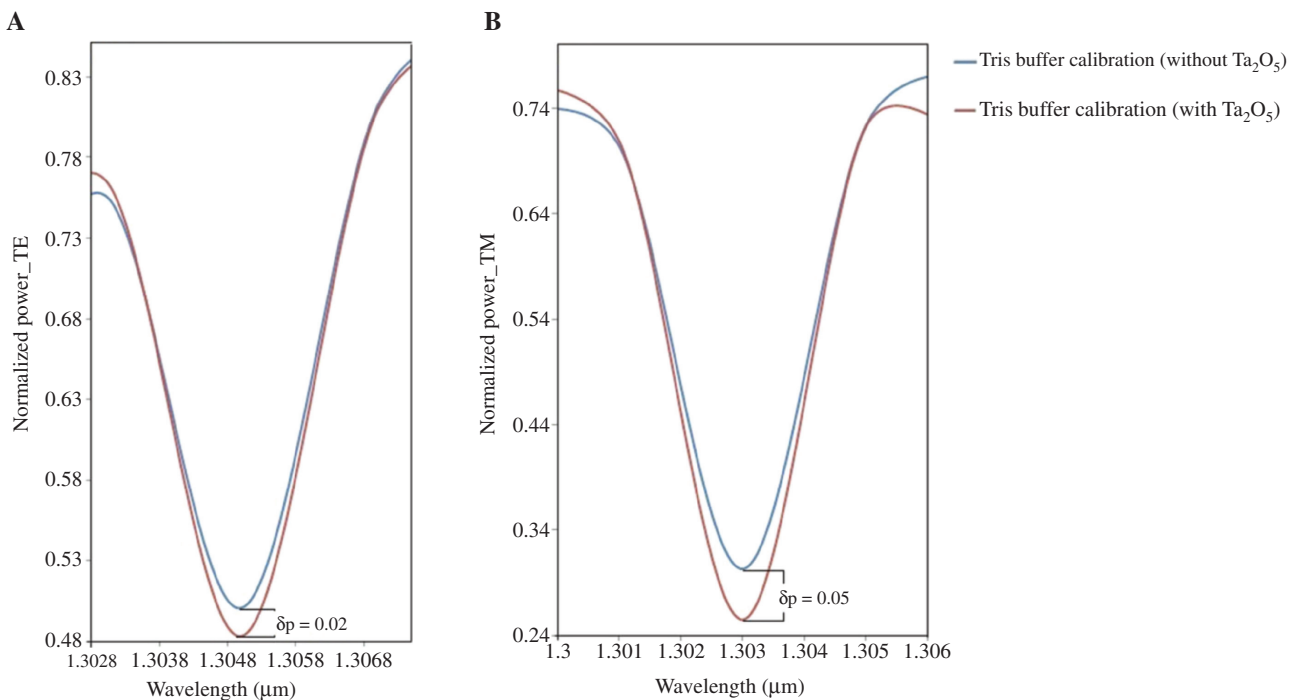 A
Normalized power_TE
0.83
0.78
0.73
0.68
0.63
0.58
0.53
0.48
δp = 0.02
1.3028 1.3038 1.3048 1.3058 1.3068
Wavelength (μm)
B
Normalized power_TM
0.74
0.64
0.54
0.44
0.34
0.24
δp = 0.05
1.3 1.301 1.302 1.303 1.304 1.305 1.306
Wavelength (μm)
Tris buffer calibration (without Ta₂O₅)
Tris buffer calibration (with Ta₂O₅)